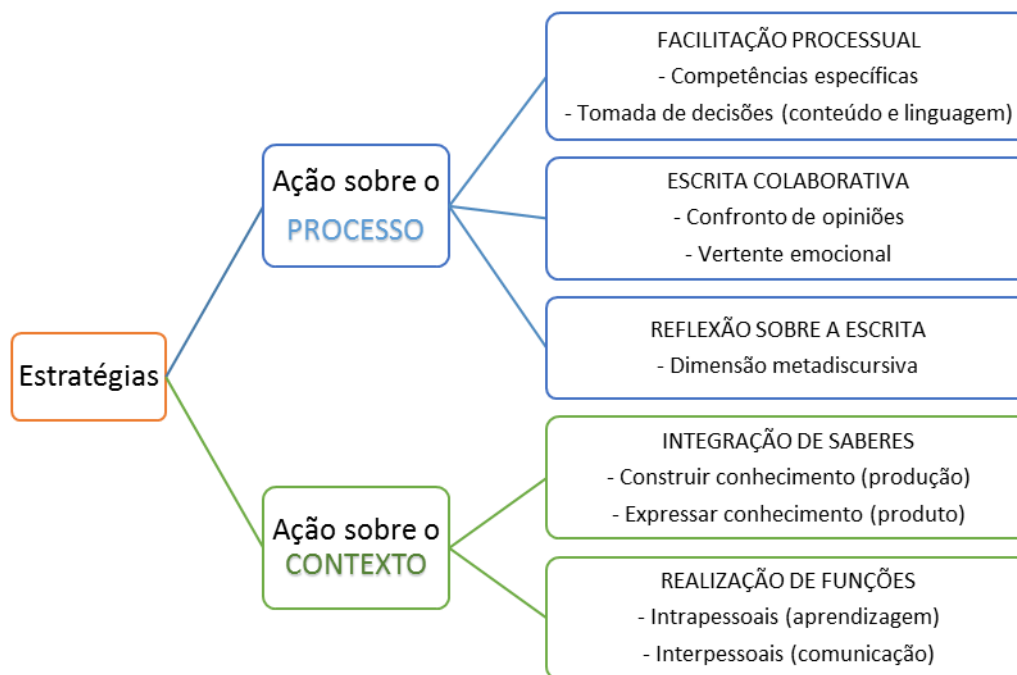 Estratégias
Ação sobre o
PROCESSO
FACILITAÇÃO PROCESSUAL
- Competências específicas
- Tomada de decisões (conteúdo e linguagem)
ESCRITA COLABORATIVA
- Confronto de opiniões
- Vertente emocional
REFLEXÃO SOBRE A ESCRITA
- Dimensão metadiscursiva
Ação sobre o
CONTEXTO
INTEGRAÇÃO DE SABERES
- Construir conhecimento (produção)
- Expressar conhecimento (produto)
REALIZAÇÃO DE FUNÇÕES
- Intrapessoais (aprendizagem)
- Interpessoais (comunicação)